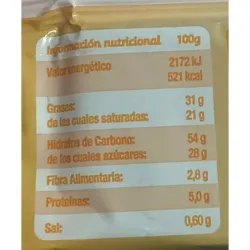 Información nutricional 100g
Valor energético 2172 kJ
521 kcal
Grasas: 31 g
de las cuales saturadas: 21 g
Hidratos de Carbono: 54 g
de los cuales azúcares: 28 g
Fibra Alimentaria: 2,8 g
Proteínas: 5,0 g
Sal: 0,60 g